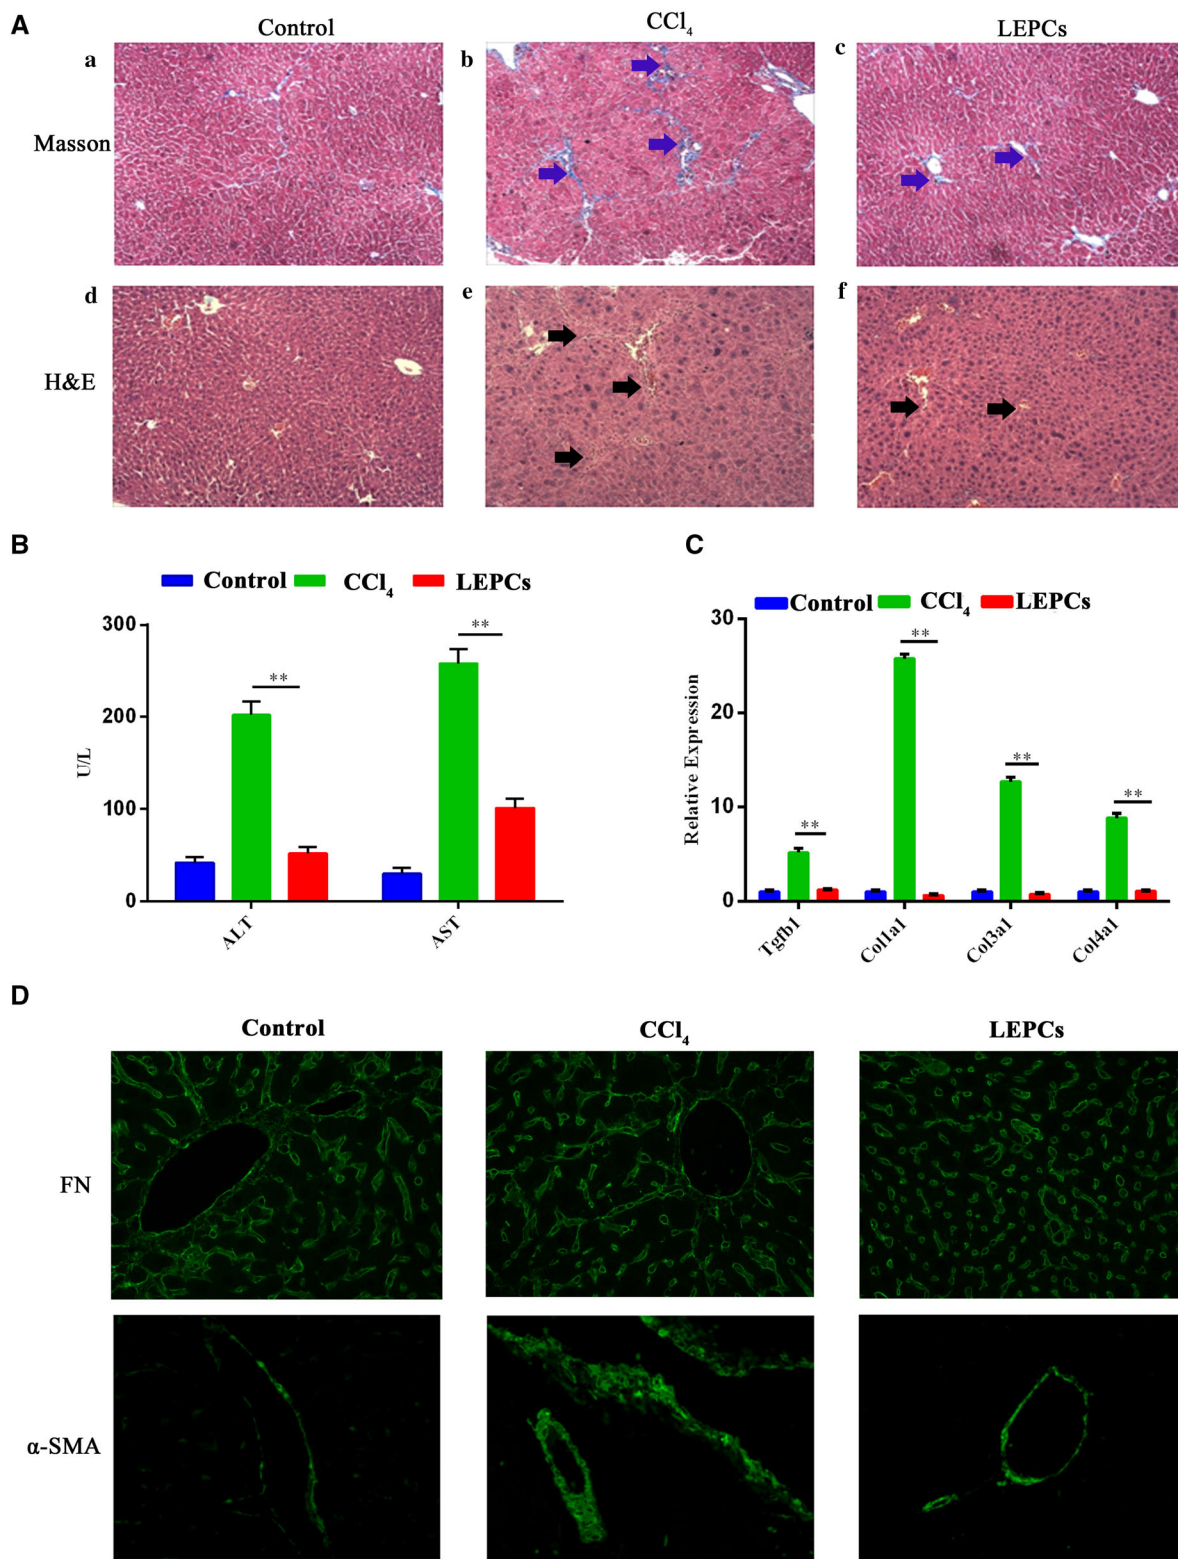 A
Control
CCl₄
LEPCs
a
b
c
Masson
d
e
f
H&E
B
Control
CCl₄
LEPCs
300
200
100
0
U/L
**
**
ALT
AST
C
Control
CCl₄
LEPCs
30
20
10
0
Relative Expression
**
**
**
**
Tgfb1
Col1a1
Col3a1
Col4a1
D
Control
CCl₄
LEPCs
FN
α-SMA